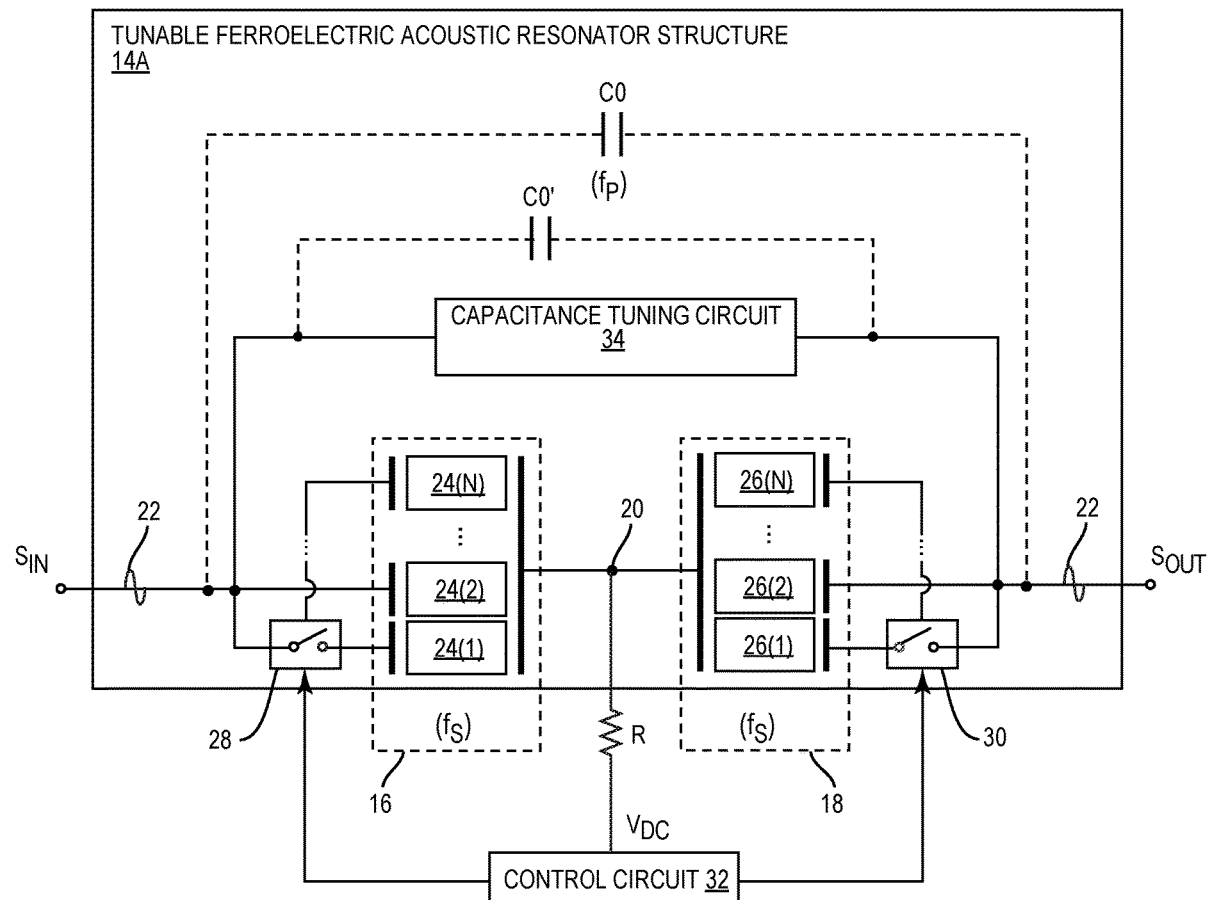 TUNABLE FERROELECTRIC ACOUSTIC RESONATOR STRUCTURE
14A
C0
(fP)
C0'
CAPACITANCE TUNING CIRCUIT
34
24(N)
26(N)
...
...
22
20
22
SIN
SOUT
24(2)
26(2)
24(1)
26(1)
28
(fS)
R
(fS)
30
16
18
VDC
CONTROL CIRCUIT 32